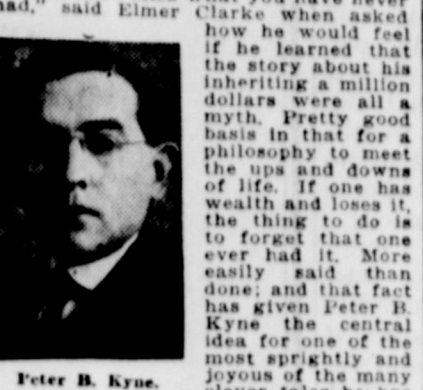 had," said Elmer Clarke when asked
how he would feel
if he learned that
the story about his
inheriting a million
dollars were all a
myth. Pretty good
basis in that for a
philosophy to meet
the ups and downs
of life. If one has
wealth and loses it,
the thing to do is
to forget that one
ever had it. More
easily said than
done; and that fact
has given Peter B.
Kyne the central
idea for one of the
most sprightly and
joyous of the many
Peter B. Kyne.